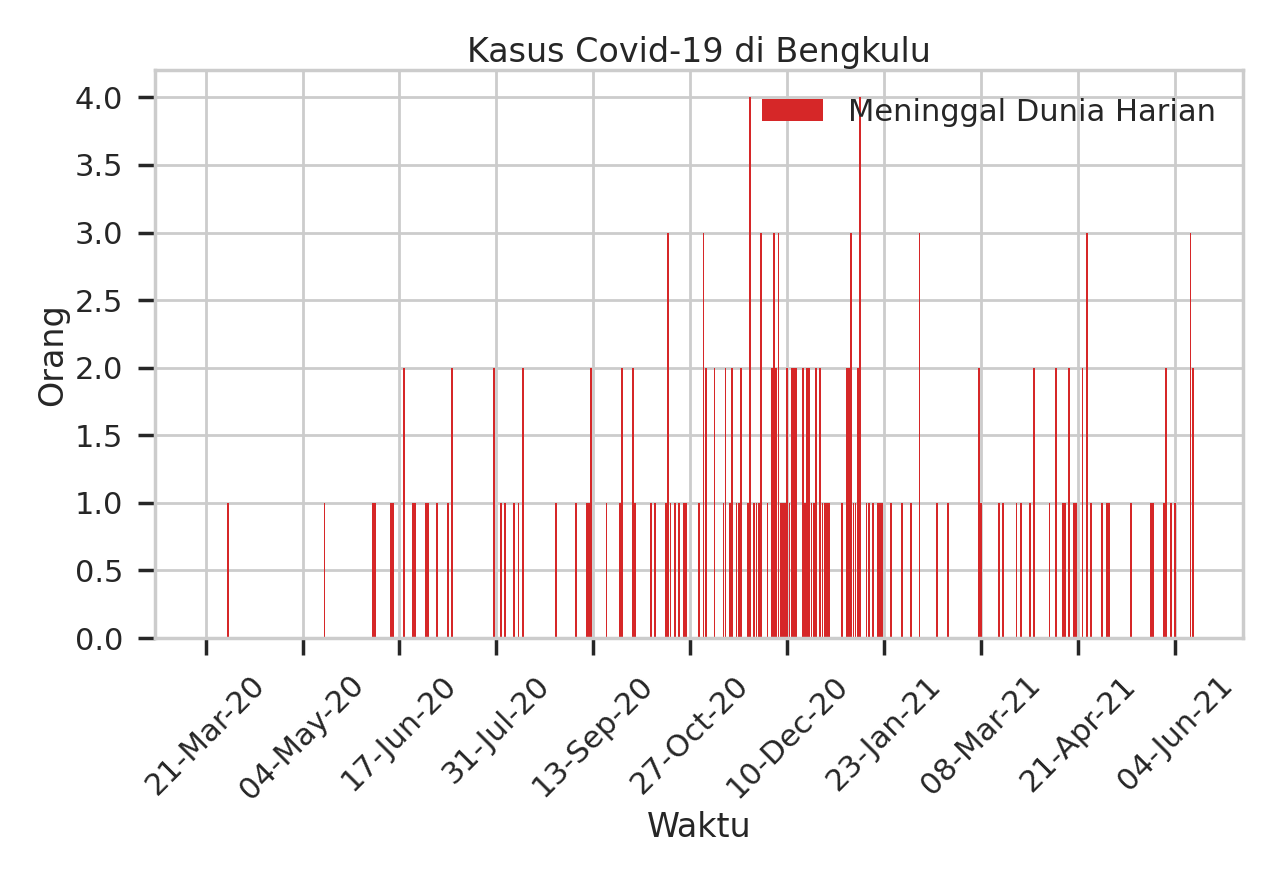 Kasus Covid-19 di Bengkulu
Meninggal Dunia Harian
Orang
4.0
3.5
3.0
2.5
2.0
1.5
1.0
0.5
0.0
21-Mar-20
04-May-20
17-Jun-20
31-Jul-20
13-Sep-20
27-Oct-20
10-Dec-20
23-Jan-21
08-Mar-21
21-Apr-21
04-Jun-21
Waktu